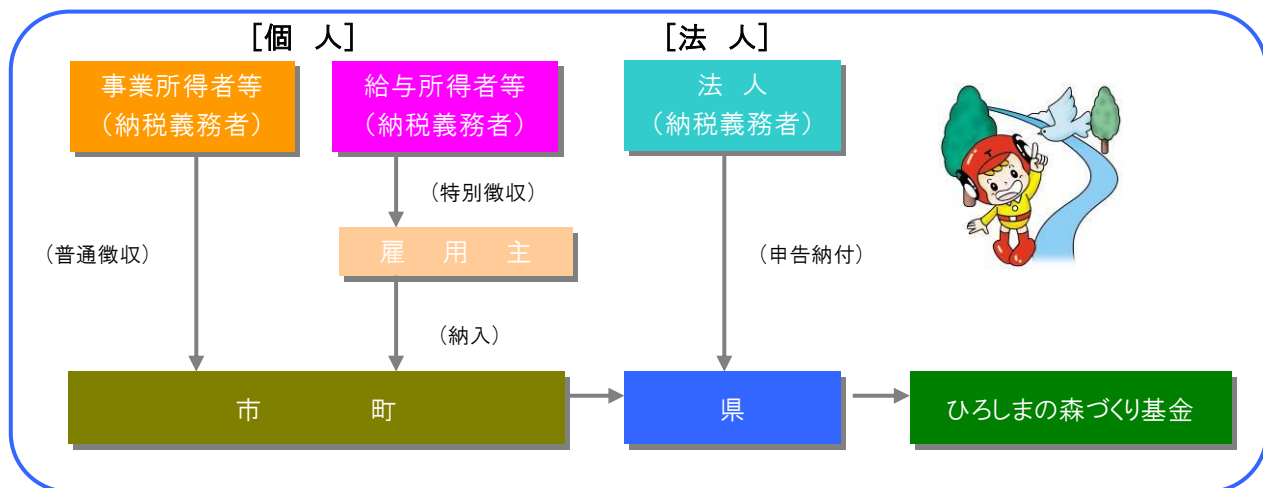 [個 人]
[法 人]
事業所得者等
（納税義務者）
給与所得者等
（納税義務者）
法 人
（納税義務者）
（特別徴収）
雇 用 主
（普通徴収）
（申告納付）
（納入）
市 町
県
ひろしまの森づくり基金
T